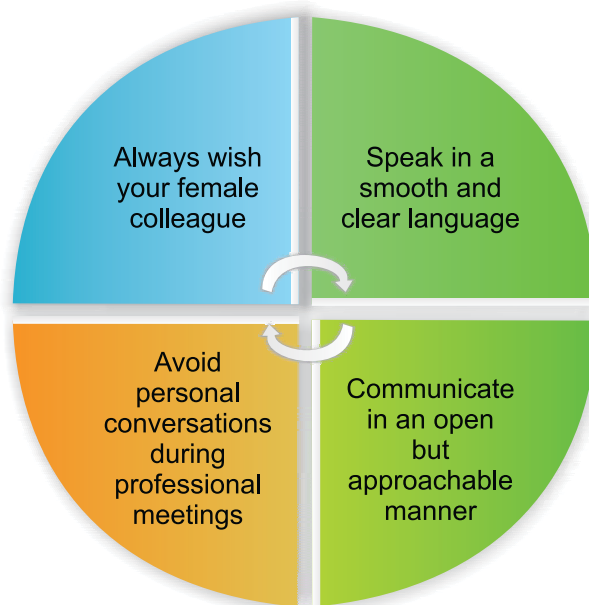 Always wish
your female
colleague
Speak in a
smooth and
clear language
Avoid
personal
conversations
during
professional
meetings
Communicate
in an open
but
approachable
manner